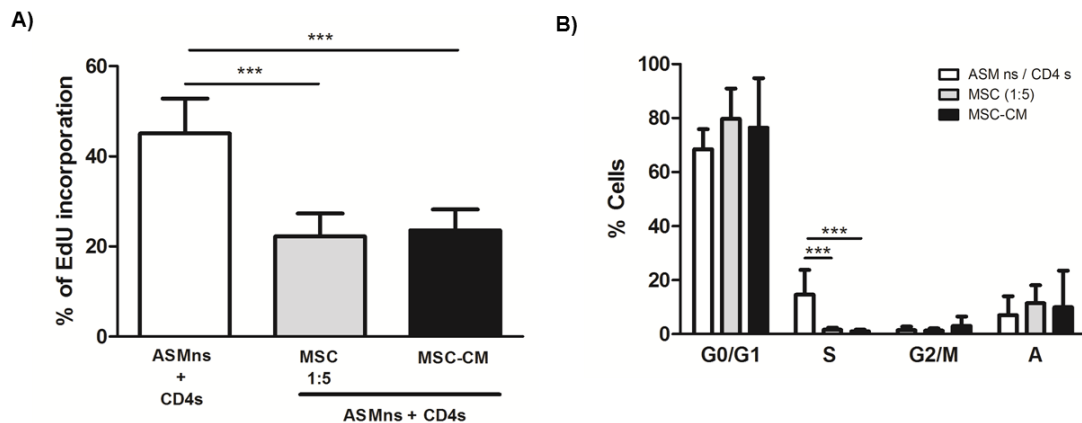 A)
***
***
60
40
20
0
% of EdU incorporation
ASMns
+
CD4s
MSC
1:5
MSC-CM
ASMns + CD4s
B)
100
80
60
40
20
0
% Cells
ASM ns / CD4 s
MSC (1:5)
MSC-CM
***
***
G0/G1
S
G2/M
A